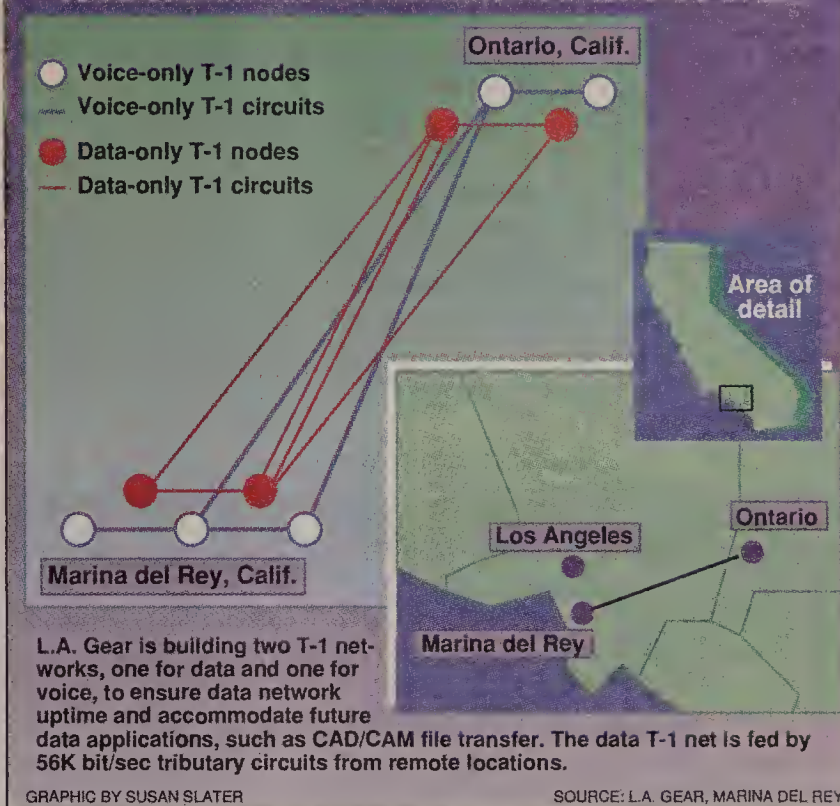 Ontario, Calif.
Voice-only T-1 nodes
Voice-only T-1 circuits
Data-only T-1 nodes
Data-only T-1 circuits
Area of
detail
Los Angeles
Ontario
Marina del Rey
Marina del Rey, Calif.
L.A. Gear is building two T-1 net-
works, one for data and one for
voice, to ensure data network
uptime and accommodate future
data applications, such as CAD/CAM file transfer. The data T-1 net is fed by
56K bit/sec tributary circuits from remote locations.
GRAPHIC BY SUSAN SLATER
SOURCE: L.A. GEAR, MARINA DEL REY